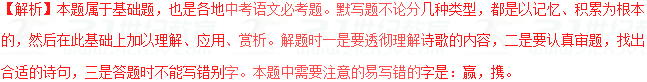 【解析】本题属于基础题，也是各地中考语文必考题。默写题不论分几种类型，都是以记忆、积累为根本
的，然后在此基础上加以理解、应用、赏析。解题时一是要透彻理解诗歌的内容，二是要认真审题，找出
合适的诗句，三是答题时不能写错别字。本题中需要注意的易写错的字是：赢，携。